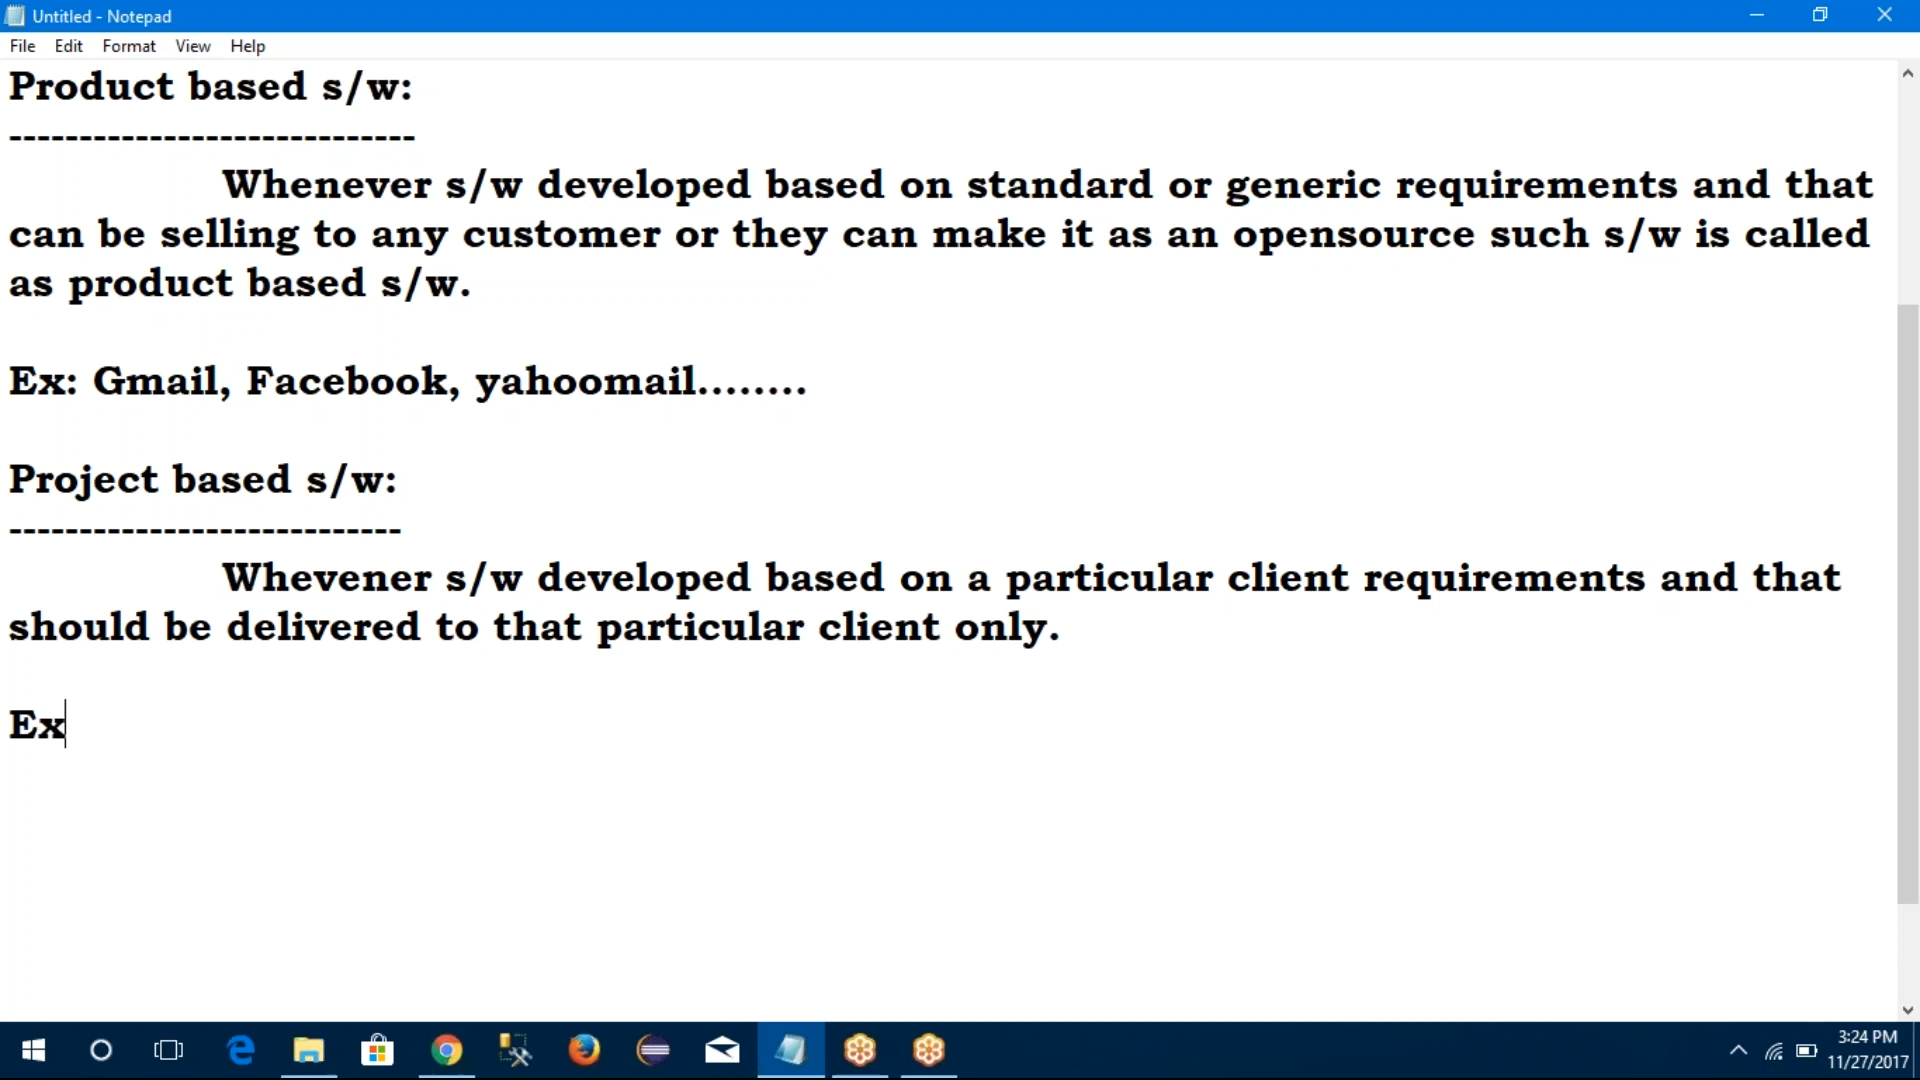 Untitled - Notepad
File Edit Format View Help
Product based s/w:
-----------------------------
Whenever s/w developed based on standard or generic requirements and that
can be selling to any customer or they can make it as an opensource such s/w is called
as product based s/w.
Ex: Gmail, Facebook, yahoomail........
Project based s/w:
----------------------------
Whevener s/w developed based on a particular client requirements and that
should be delivered to that particular client only.
Ex
3:24 PM
11/27/2017